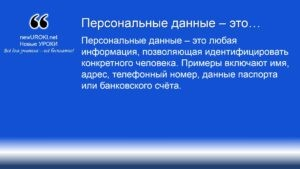 Персональные данные – это…
newUROKI.net
Новые УРОКИ
Всё для учителя – всё бесплатно!
Персональные данные – это любая
информация, позволяющая идентифицировать
конкретного человека. Примеры включают имя,
адрес, телефонный номер, данные паспорта
или банковского счёта.